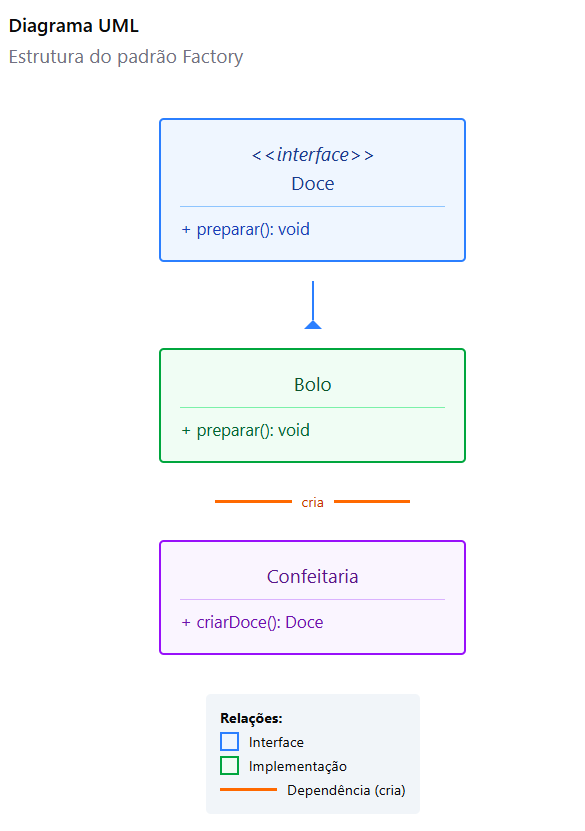 Diagrama UML
Estrutura do padrão Factory
<<interface>>
Doce
+ preparar(): void
Bolo
+ preparar(): void
cria
Confeitaria
+ criarDoce(): Doce
Relações:
Interface
Implementação
Dependência (cria)